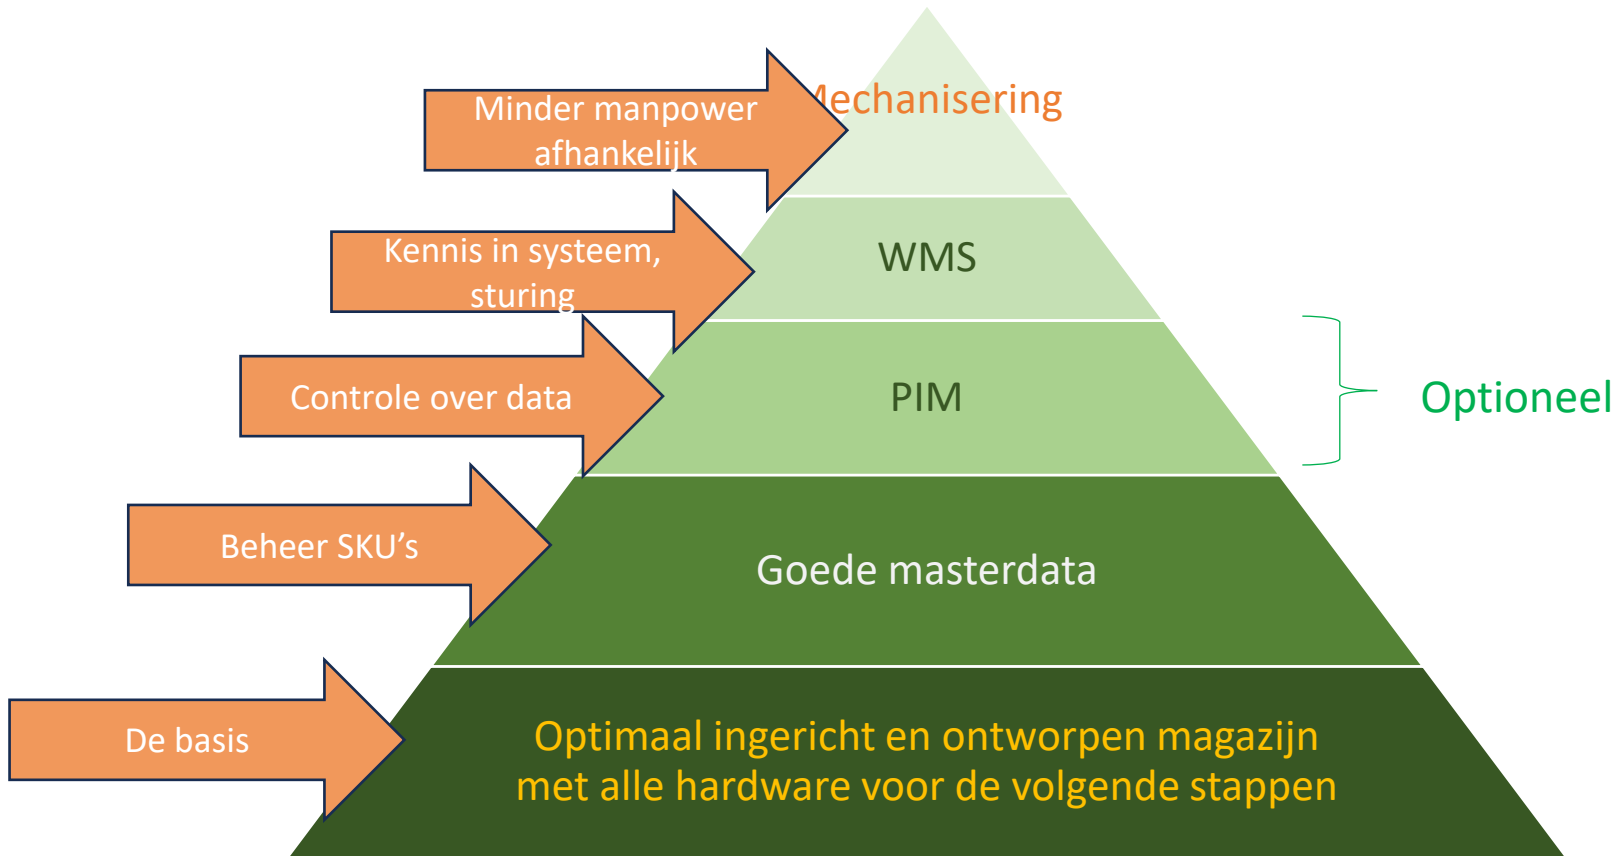 Minder manpower
afhankelijk
Mechanisering
Kennis in systeem,
sturing
WMS
Controle over data
PIM
Optioneel
Beheer SKU's
Goede masterdata
De basis
Optimaal ingericht en ontworpen magazijn
met alle hardware voor de volgende stappen